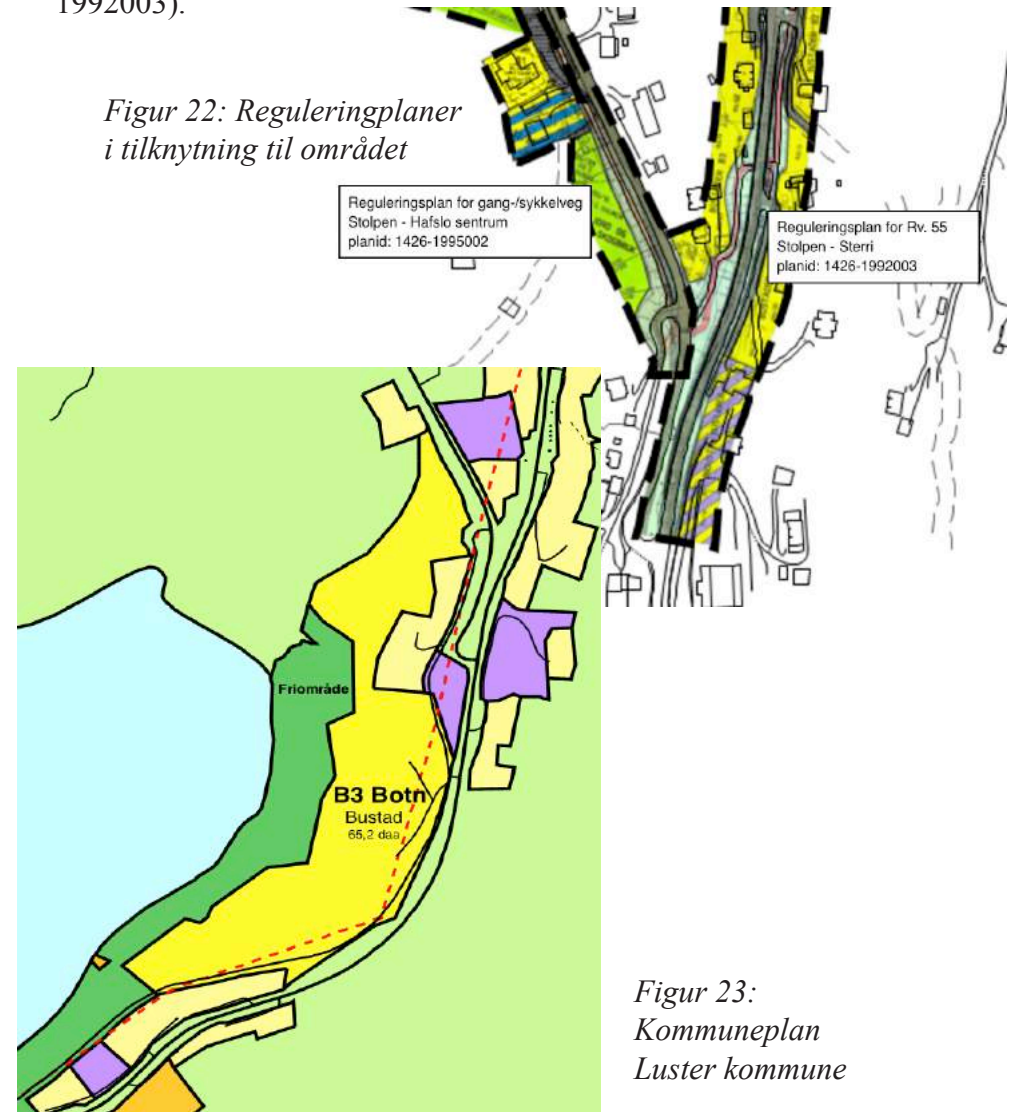 1992003).
Figur 22: Reguleringplaner
i tilknytning til området
Reguleringsplan for gang-/sykkelveg
Stolpen - Hafslo sentrum
planid: 1426-1995002
Reguleringsplan for Rv. 55
Stolpen - Sterri
planid: 1426-1992003
Friområde
B3 Botn
Bustad
65,2 daa
Figur 23:
Kommuneplan
Luster kommune